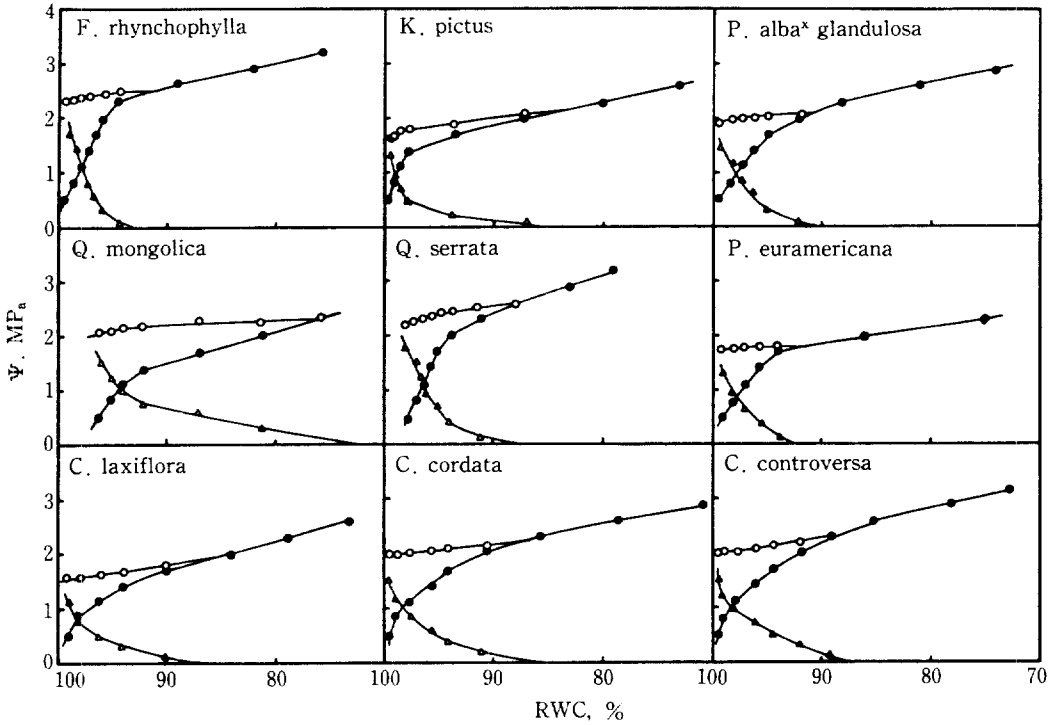 F. rhynchophylla
K. pictus
P. albaˣ glandulosa
4
3
2
1
0
Q. mongolica
Q. serrata
P. euramericana
3
2
1
0
Ψ. MPa
C. laxiflora
C. cordata
C. controversa
3
2
1
0
100 90 80 100 90 80 100 90 80 70
RWC, %